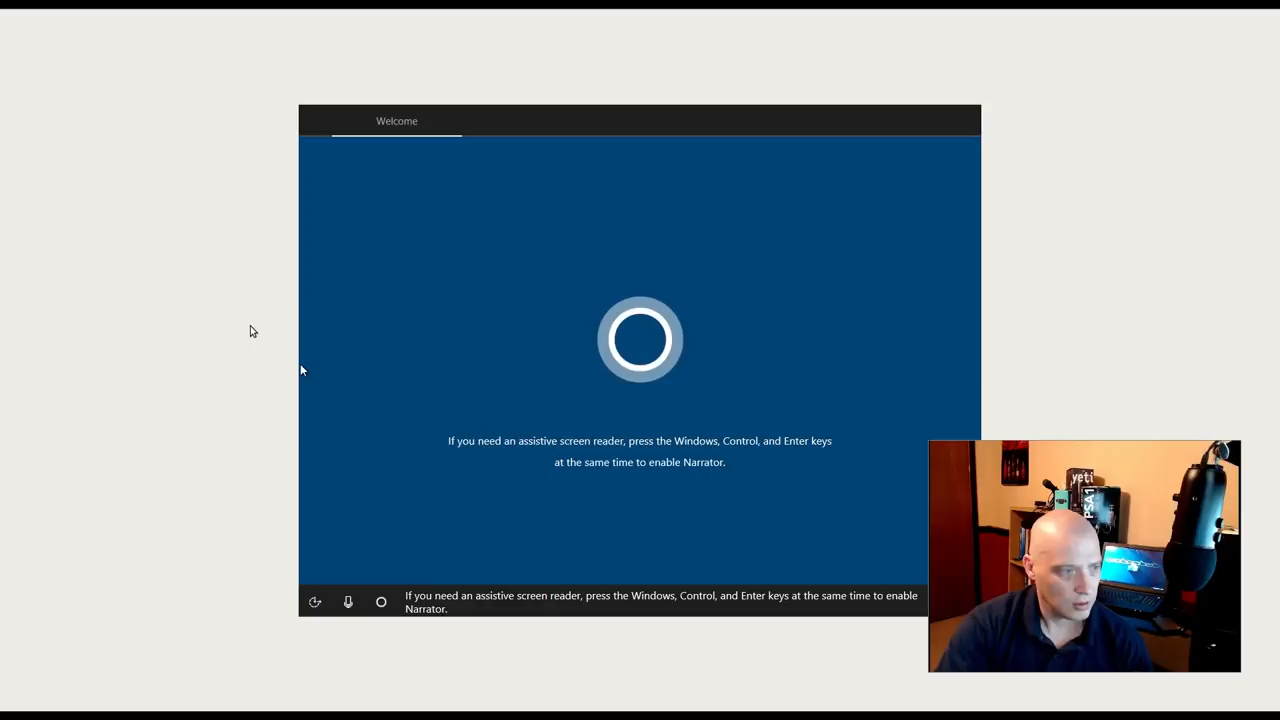 Welcome
If you need an assistive screen reader, press the Windows, Control, and Enter keys
at the same time to enable Narrator.
If you need an assistive screen reader, press the Windows, Control, and Enter keys at the same time to enable
Narrator.
yeti
PSA1